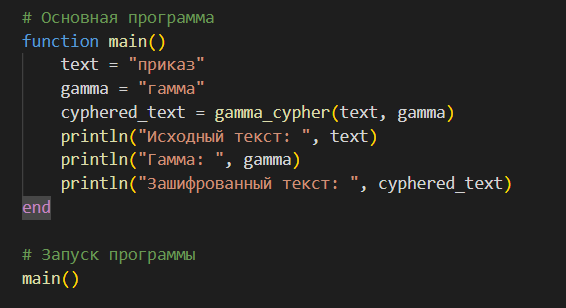 # Основная программа
function main()
    text = "приказ"
    gamma = "гамма"
    cyphered_text = gamma_cypher(text, gamma)
    println("Исходный текст: ", text)
    println("Гамма: ", gamma)
    println("Зашифрованный текст: ", cyphered_text)
end

# Запуск программы
main()